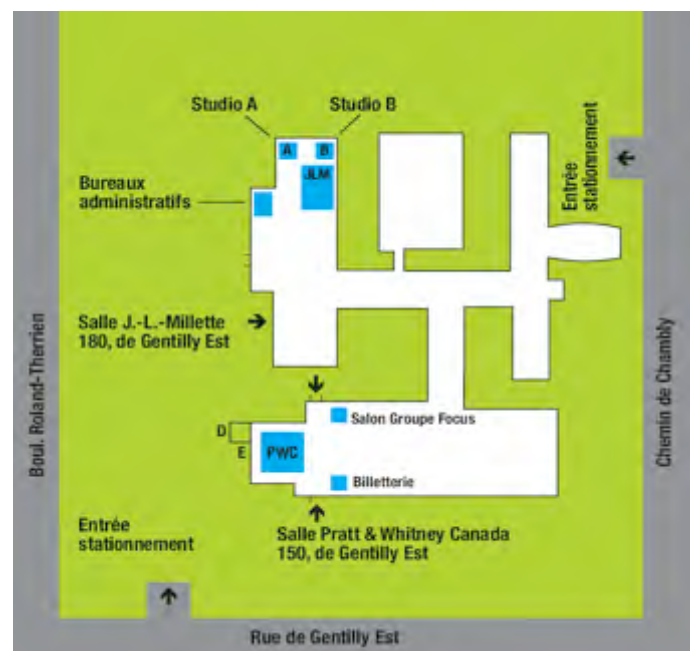 Studio A
Studio B
A
B
JLM
Bureaux
administratifs
Entrée
stationnement
Salle J.-L.-Millette
180, de Gentilly Est
Boul. Roland-Therrien
Chemin de Chambly
Salon Groupe Focus
D
E
PWC
Billetterie
Entrée
stationnement
Salle Pratt & Whitney Canada
150, de Gentilly Est
Rue de Gentilly Est